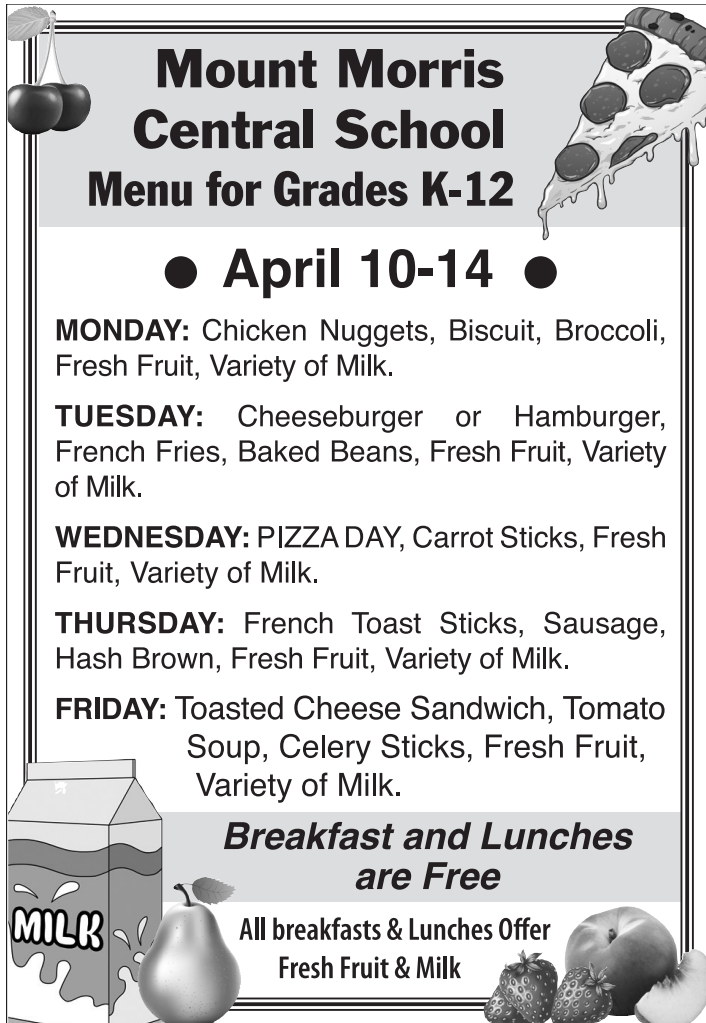 Mount Morris
Central School
Menu for Grades K-12
● April 10-14 ●
MONDAY: Chicken Nuggets, Biscuit, Broccoli,
Fresh Fruit, Variety of Milk.
TUESDAY: Cheeseburger or Hamburger,
French Fries, Baked Beans, Fresh Fruit, Variety
of Milk.
WEDNESDAY: PIZZA DAY, Carrot Sticks, Fresh
Fruit, Variety of Milk.
THURSDAY: French Toast Sticks, Sausage,
Hash Brown, Fresh Fruit, Variety of Milk.
FRIDAY: Toasted Cheese Sandwich, Tomato
Soup, Celery Sticks, Fresh Fruit,
Variety of Milk.
Breakfast and Lunches
are Free
MILK
All breakfasts & Lunches Offer
Fresh Fruit & Milk